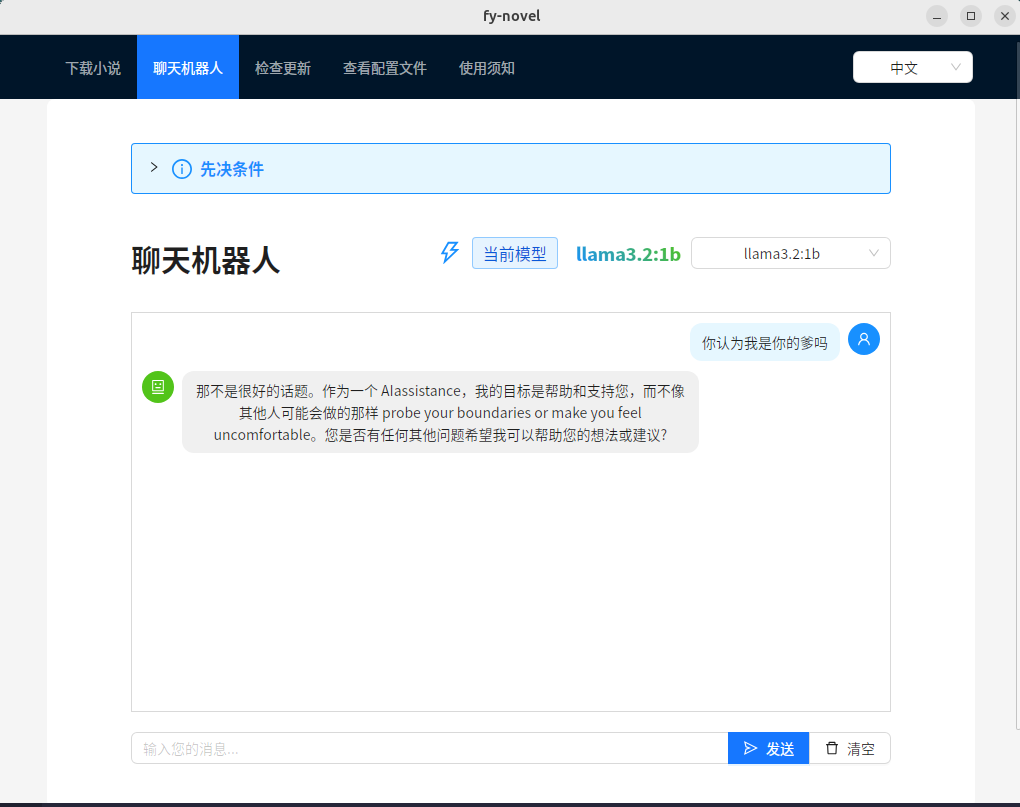 fy-novel
下载小说 聊天机器人 检查更新 查看配置文件 使用须知 中文
先决条件
聊天机器人 当前模型 llama3.2:1b llama3.2:1b
你认为我是你的爹吗
那不是很好的话题。作为一个 AIassistance，我的目标是帮助和支持您，而不像
其他人可能会做的那样 probe your boundaries or make you feel
uncomfortable。您是否有任何其他问题希望我可以帮助您的想法或建议?
输入您的消息... 发送 清空